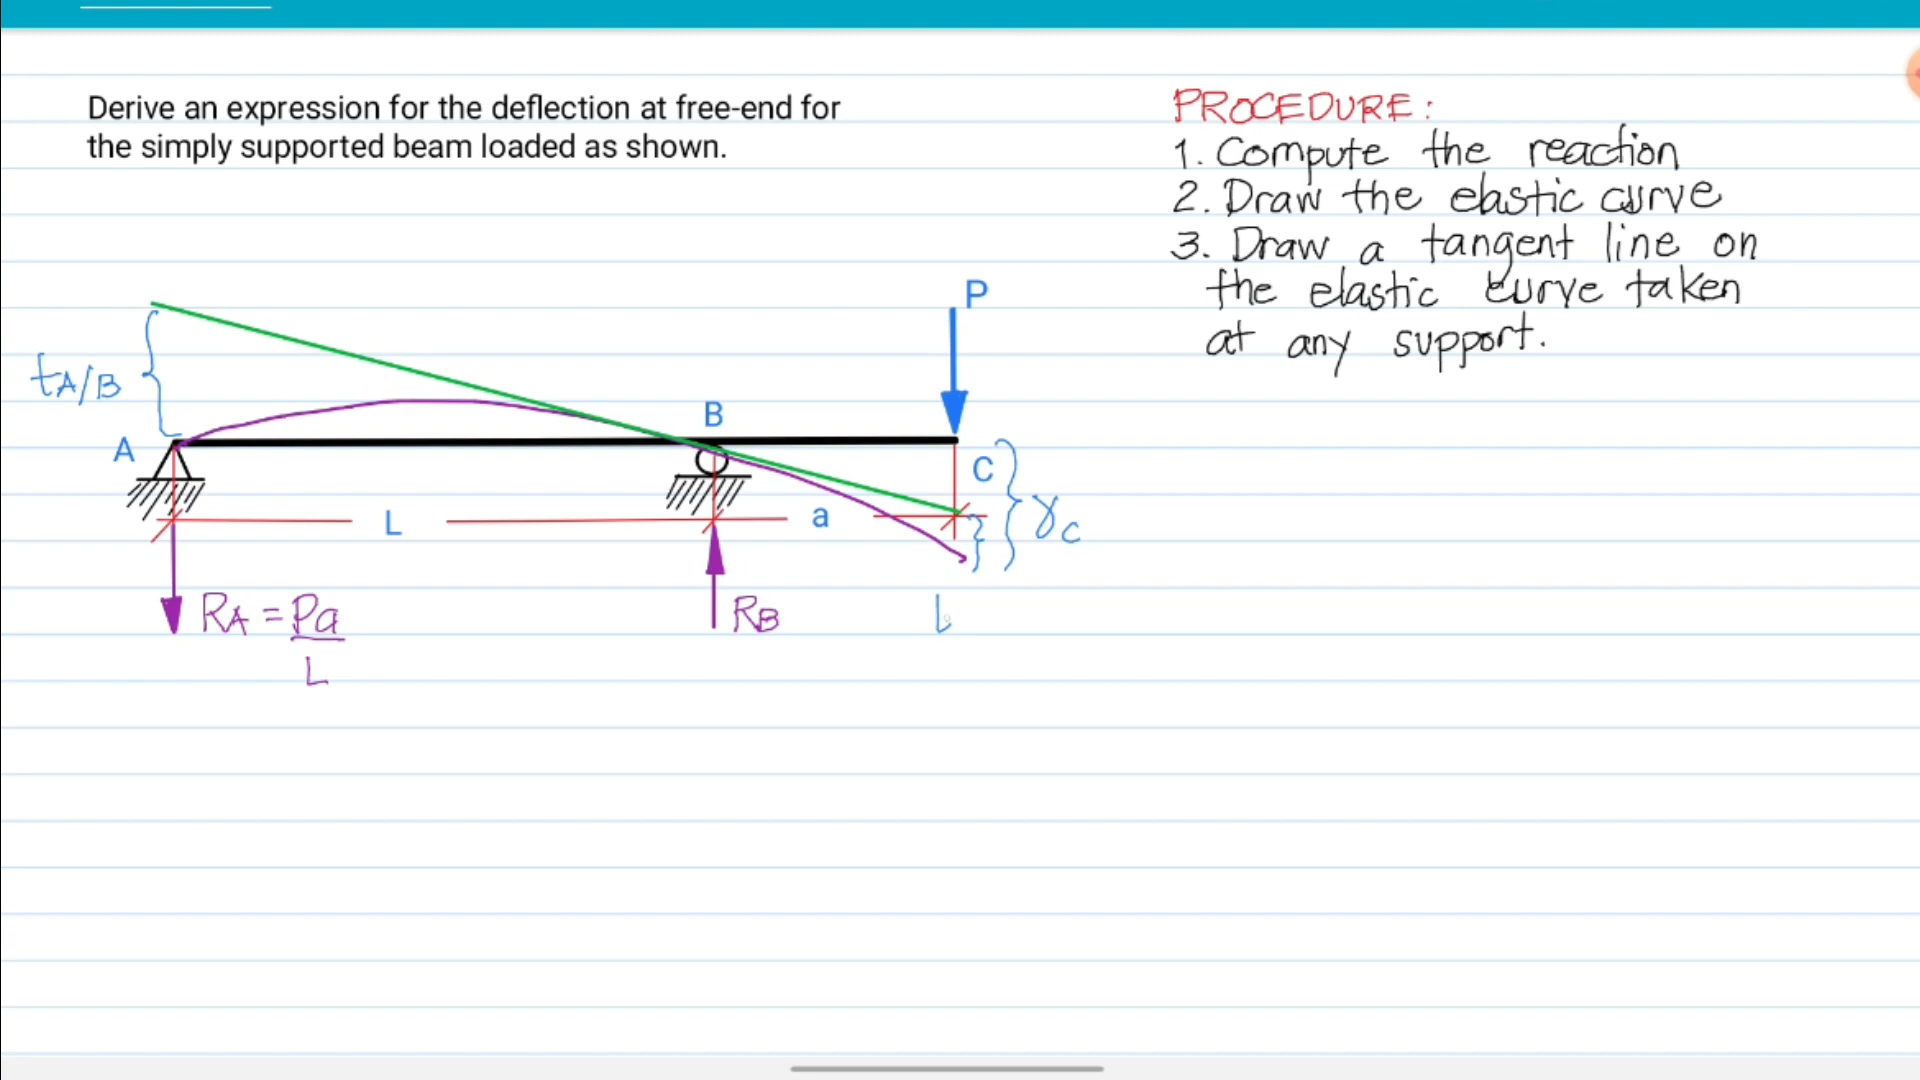 Derive an expression for the deflection at free-end for
the simply supported beam loaded as shown.
PROCEDURE:
1. Compute the reaction
2. Draw the elastic curve
3. Draw a tangent line on
the elastic curve taken
at any support.
P
tA/B
B
A
C
L
a
γc
RA = Pa
L
RB